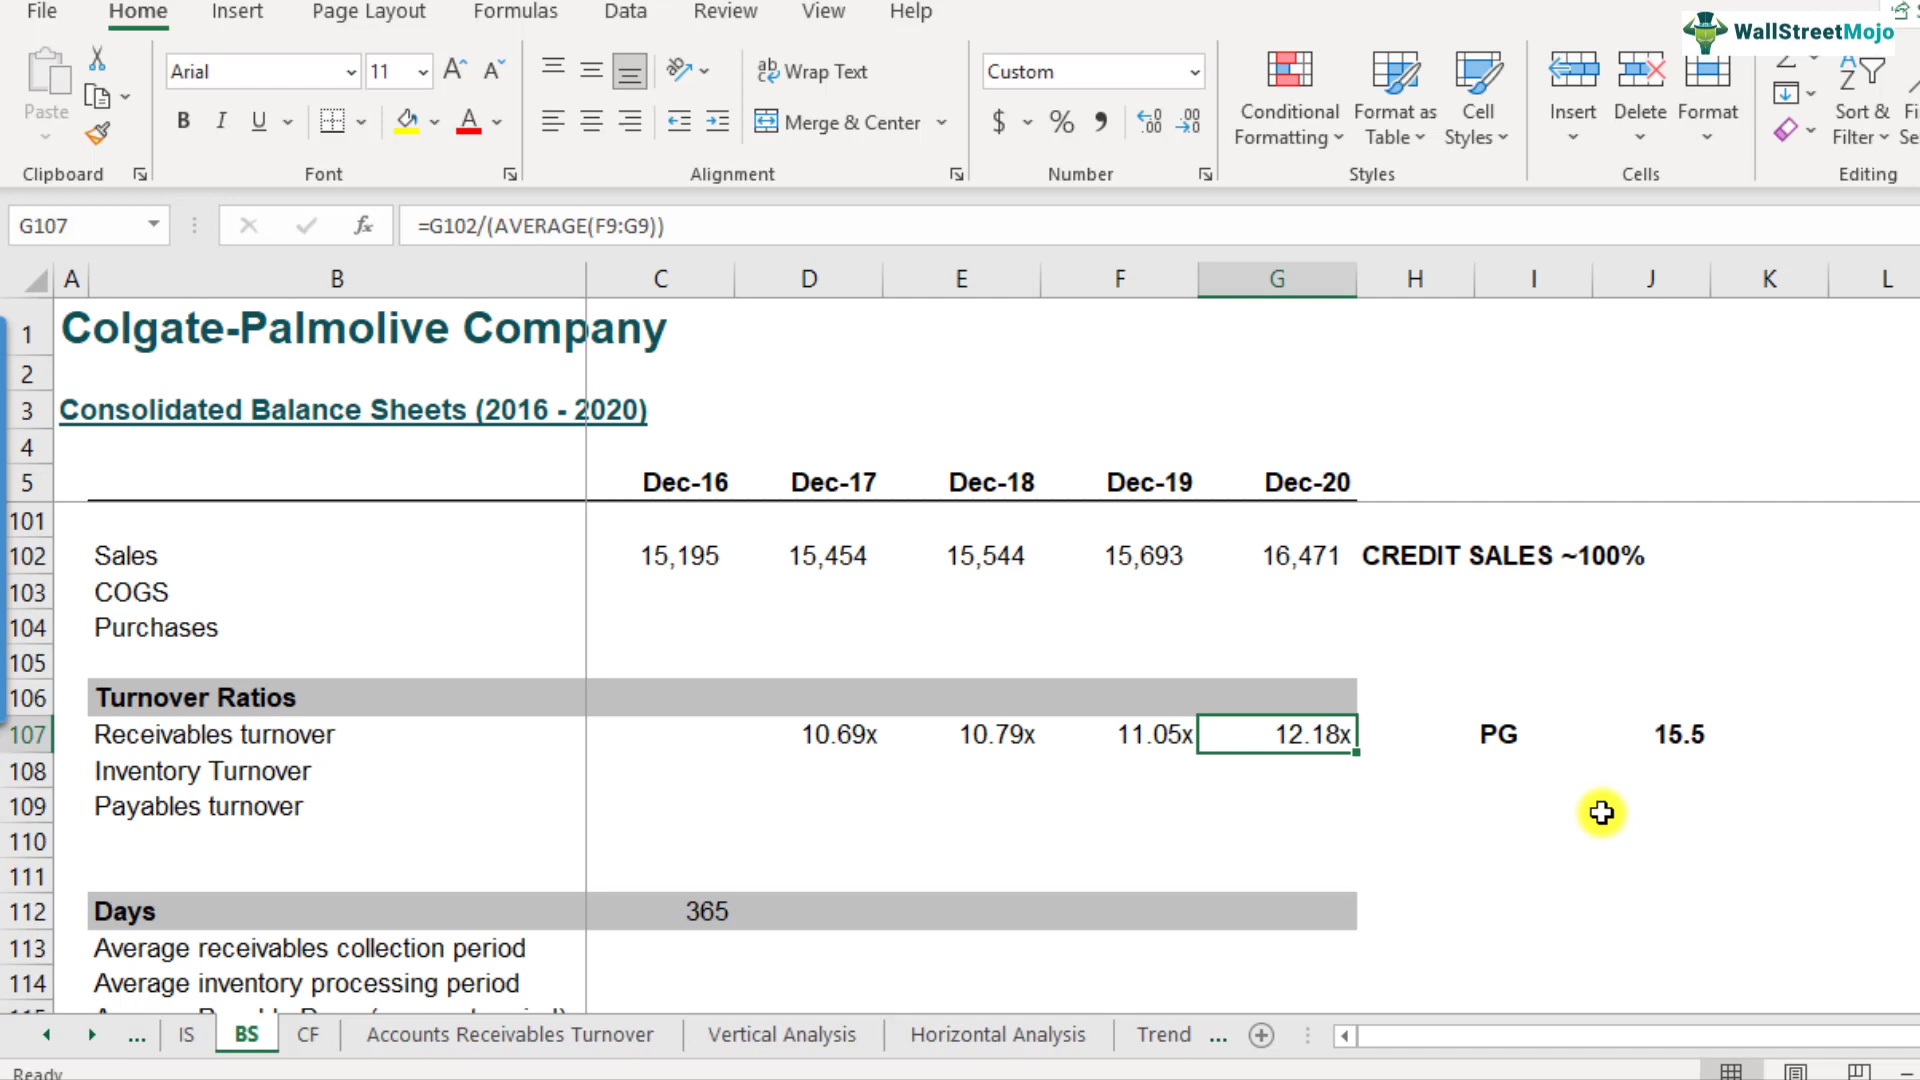 File Home Insert Page Layout Formulas Data Review View Help
WallStreetMojo
Arial 11 Wrap Text Custom
Paste B I U Merge & Center $ % Conditional Formatting Format as Table Cell Styles Insert Delete Format Sort & Filter
Clipboard Font Alignment Number Styles Cells Editing
G107 fx =G102/(AVERAGE(F9:G9))
A B C D E F G H I J K L
1 Colgate-Palmolive Company
2
3 Consolidated Balance Sheets (2016 - 2020)
4
5 Dec-16 Dec-17 Dec-18 Dec-19 Dec-20
101
102 Sales 15,195 15,454 15,544 15,693 16,471 CREDIT SALES ~100%
103 COGS
104 Purchases
105
106 Turnover Ratios
107 Receivables turnover 10.69x 10.79x 11.05x 12.18x PG 15.5
108 Inventory Turnover
109 Payables turnover
110
111
112 Days 365
113 Average receivables collection period
114 Average inventory processing period
... IS BS CF Accounts Receivables Turnover Vertical Analysis Horizontal Analysis Trend ...
Ready